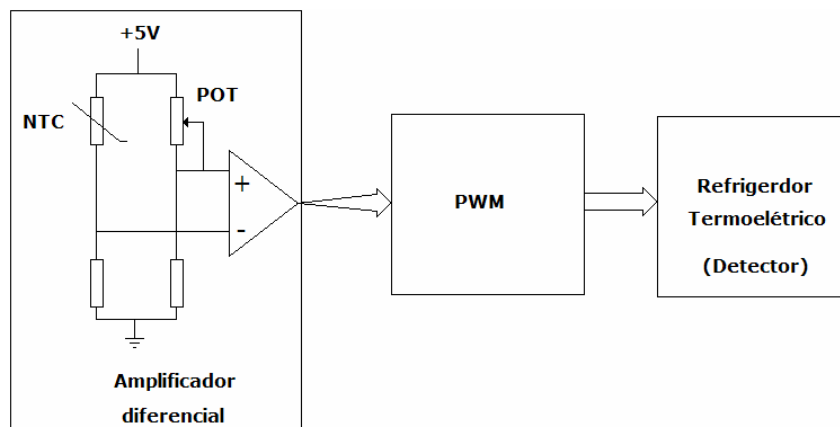 +5V
NTC
POT
+
-
Amplificador
diferencial
PWM
Refrigerdor
Termoelétrico
(Detector)